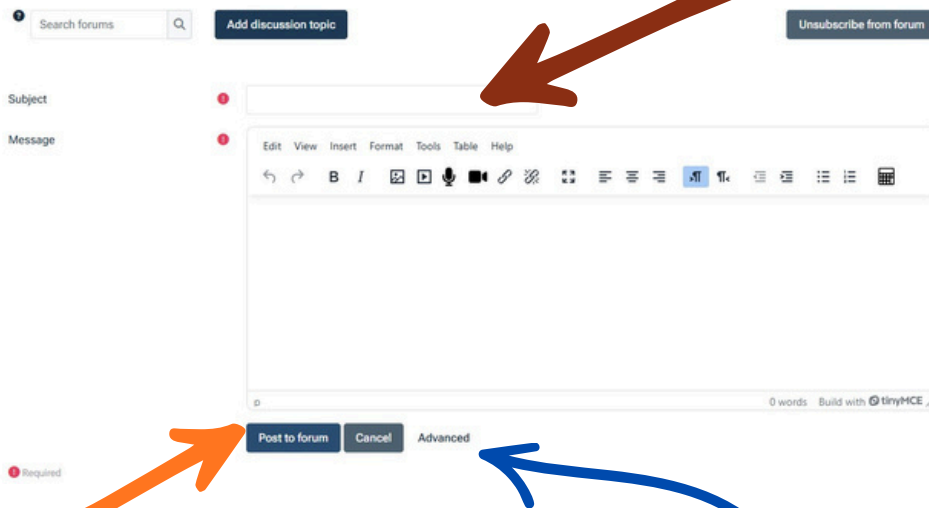 Search forums Add discussion topic Unsubscribe from forum
Subject
Message
Edit View Insert Format Tools Table Help
B I
p 0 words Build with tinyMCE
Post to forum Cancel Advanced
Required